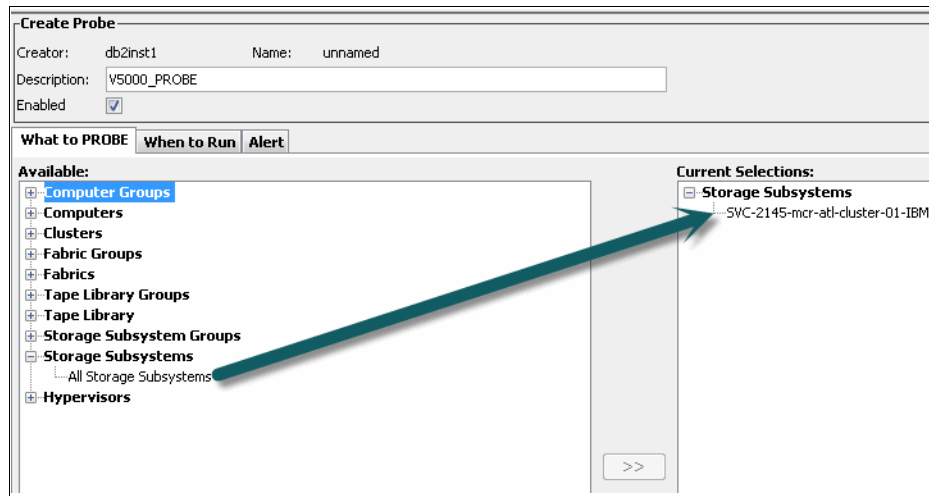 Create Probe
Creator: db2inst1 Name: unnamed
Description: V5000_PROBE
Enabled
What to PROBE When to Run Alert
Available: Current Selections:
Computer Groups Storage Subsystems
Computers SVC-2145-mcr-atl-cluster-01-IBM
Clusters
Fabric Groups
Fabrics
Tape Library Groups
Tape Library
Storage Subsystem Groups
Storage Subsystems
All Storage Subsystems
Hypervisors
>>